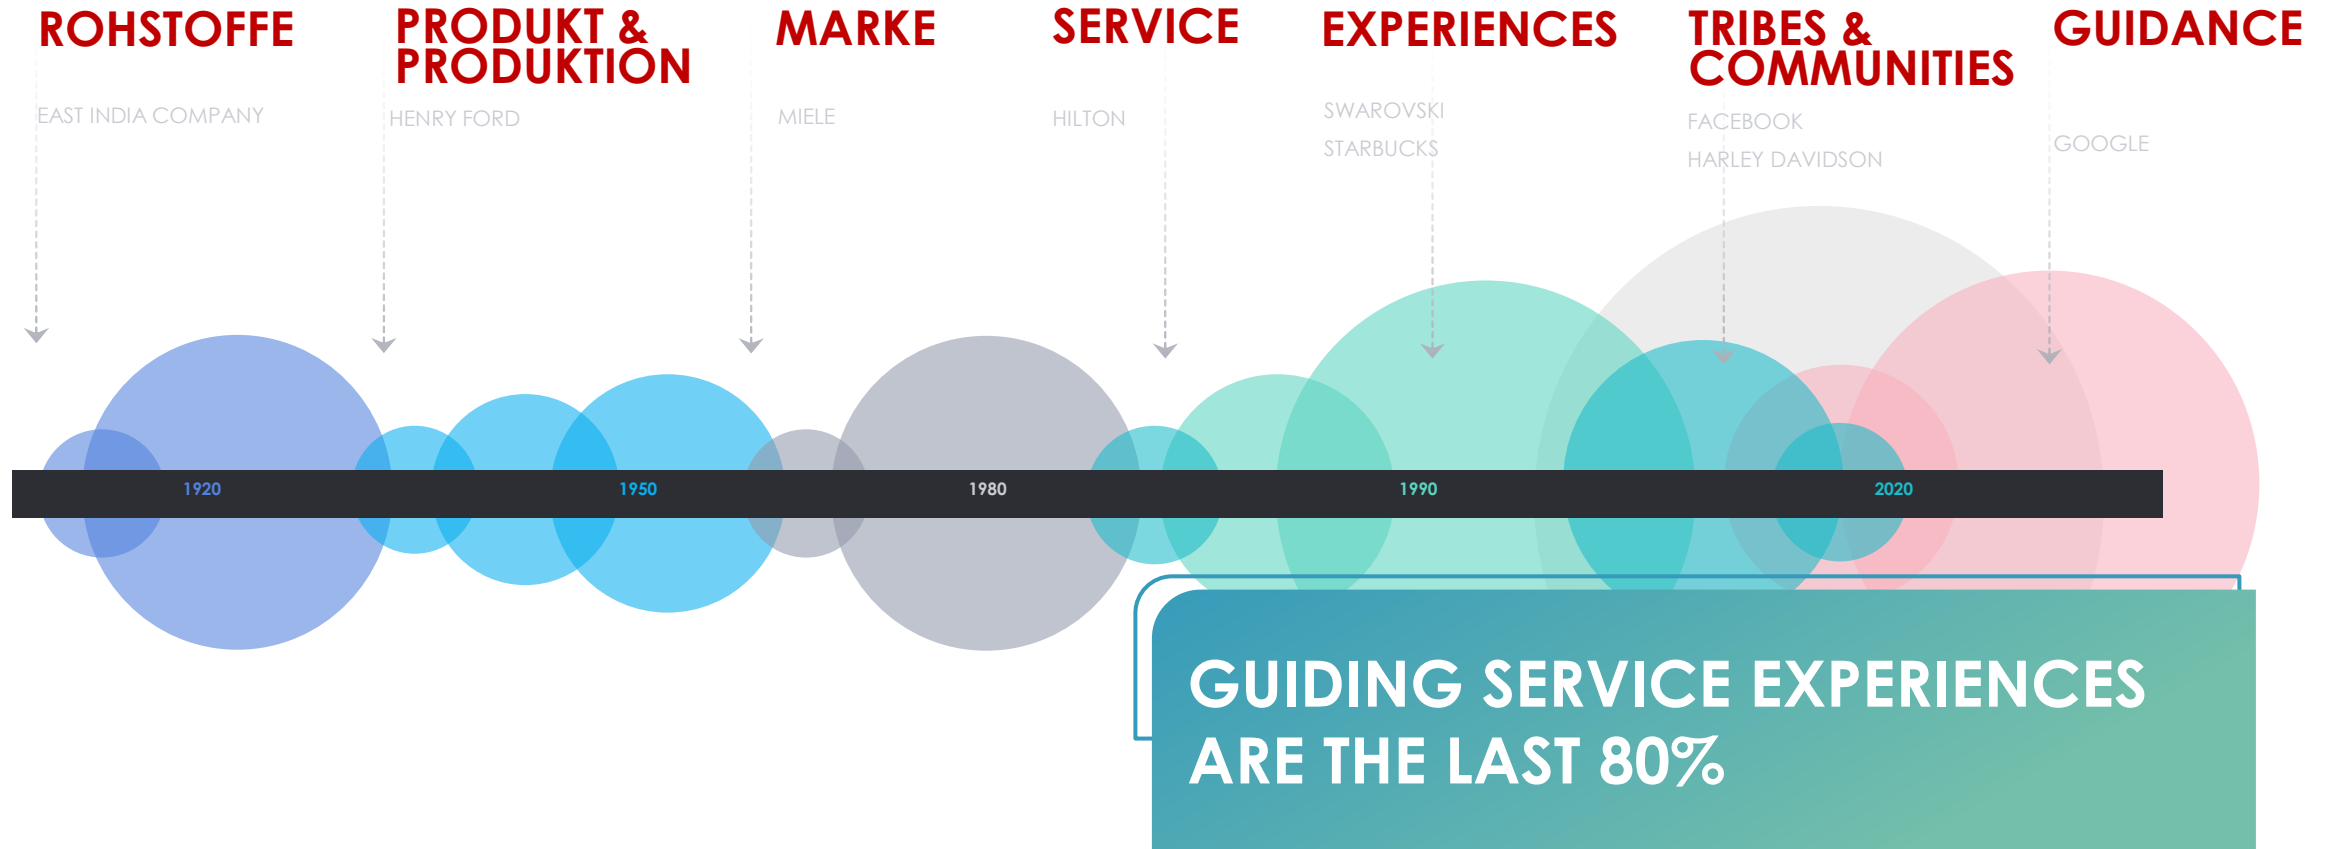 ROHSTOFFE
EAST INDIA COMPANY
PRODUKT &
PRODUKTION
HENRY FORD
MARKE
MIELE
SERVICE
HILTON
EXPERIENCES
SWAROVSKI
STARBUCKS
TRIBES &
COMMUNITIES
FACEBOOK
HARLEY DAVIDSON
GUIDANCE
GOOGLE
1920
1950
1980
1990
2020
GUIDING SERVICE EXPERIENCES
ARE THE LAST 80%